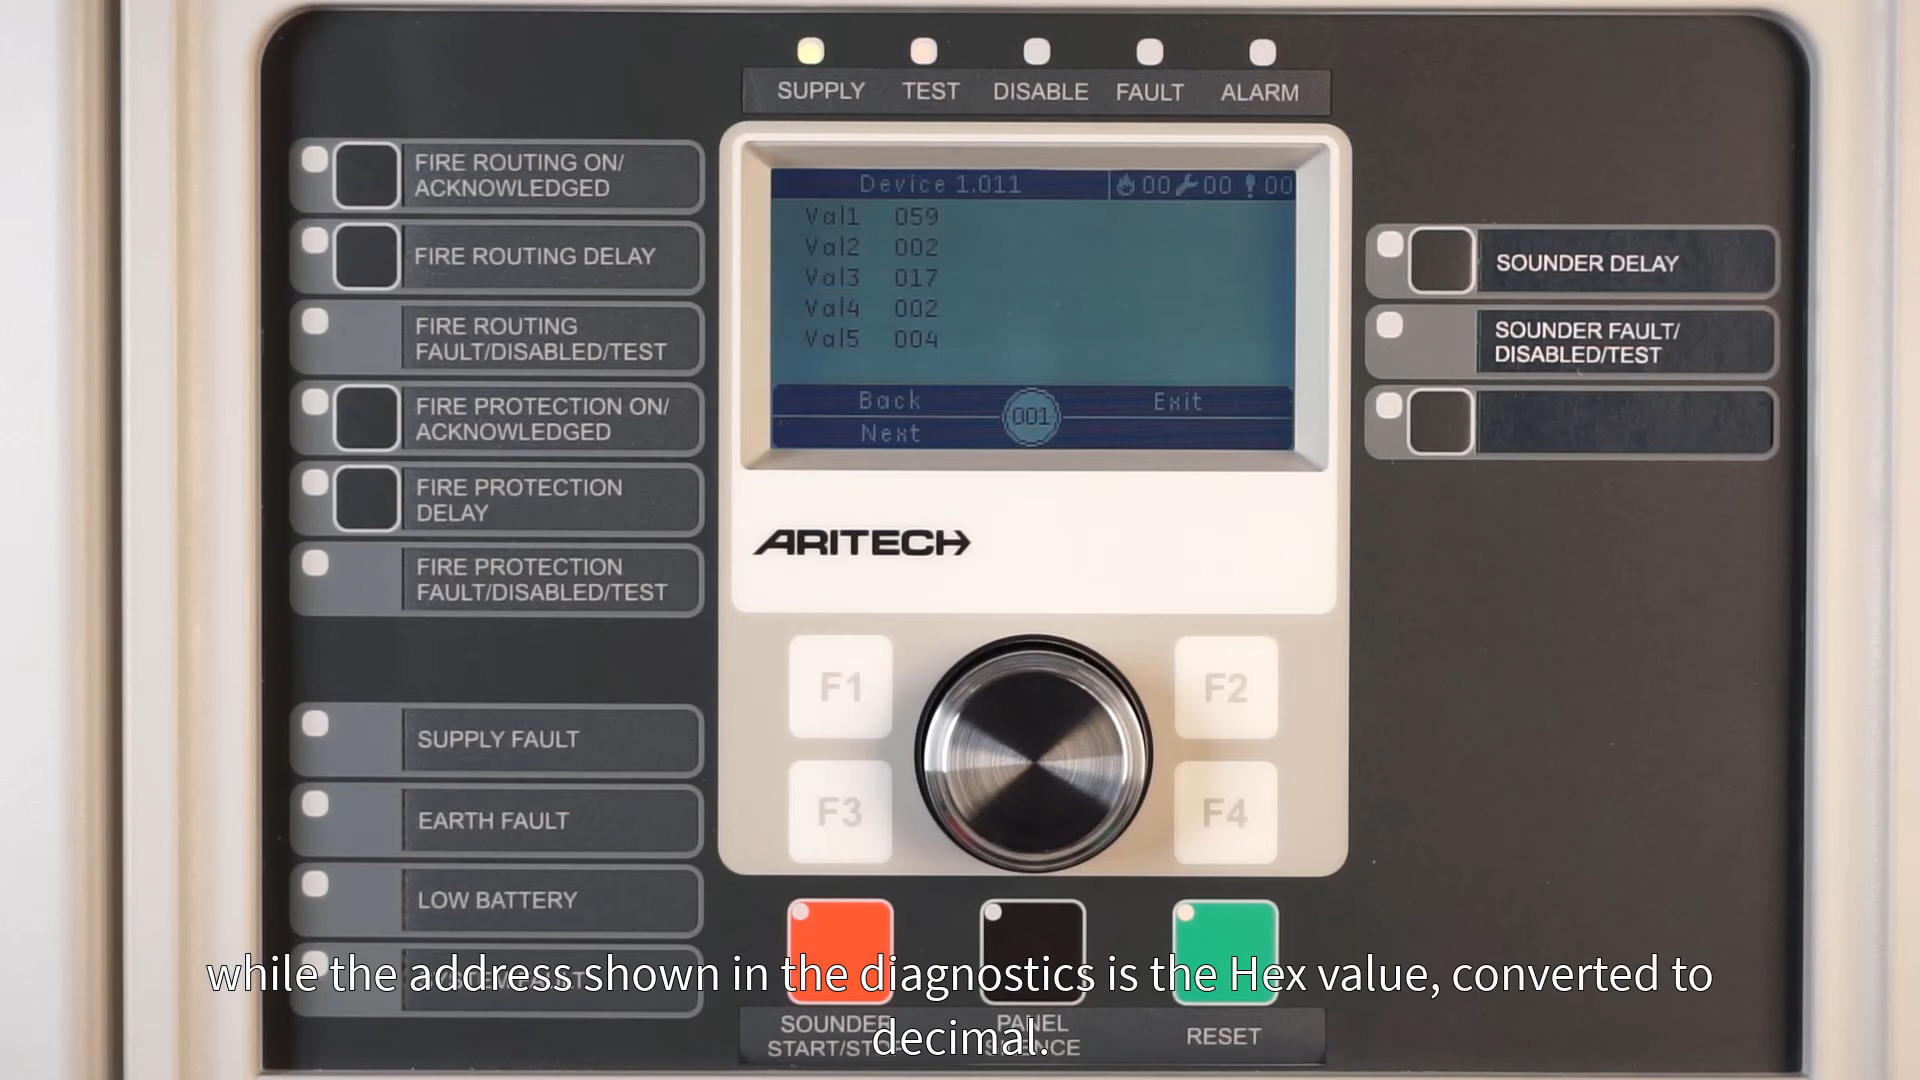 SUPPLY TEST DISABLE FAULT ALARM
FIRE ROUTING ON/
ACKNOWLEDGED
FIRE ROUTING DELAY
FIRE ROUTING
FAULT/DISABLED/TEST
FIRE PROTECTION ON/
ACKNOWLEDGED
FIRE PROTECTION
DELAY
FIRE PROTECTION
FAULT/DISABLED/TEST
SUPPLY FAULT
EARTH FAULT
LOW BATTERY
Device 1.011 00 00 00
Val1 059
Val2 002
Val3 017
Val4 002
Val5 004
Back Exit
001
Next
ARITECH
F1 F2
F3 F4
SOUNDER DELAY
SOUNDER FAULT/
DISABLED/TEST
while the address shown in the diagnostics is the Hex value, converted to
decimal.
SOUNDER
PANEL
RESET